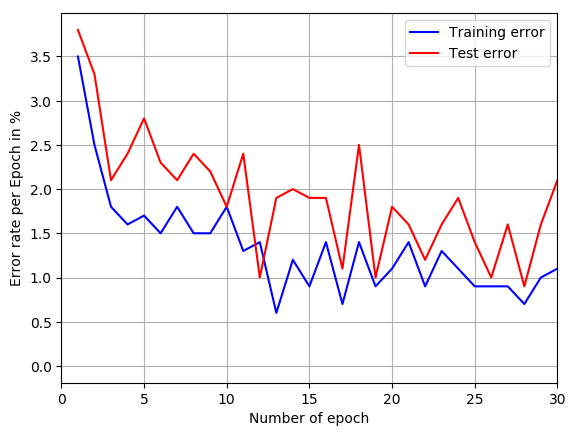 Training error
Test error
3.5
3.0
2.5
2.0
1.5
1.0
0.5
0.0
Error rate per Epoch in %
0 5 10 15 20 25 30
Number of epoch